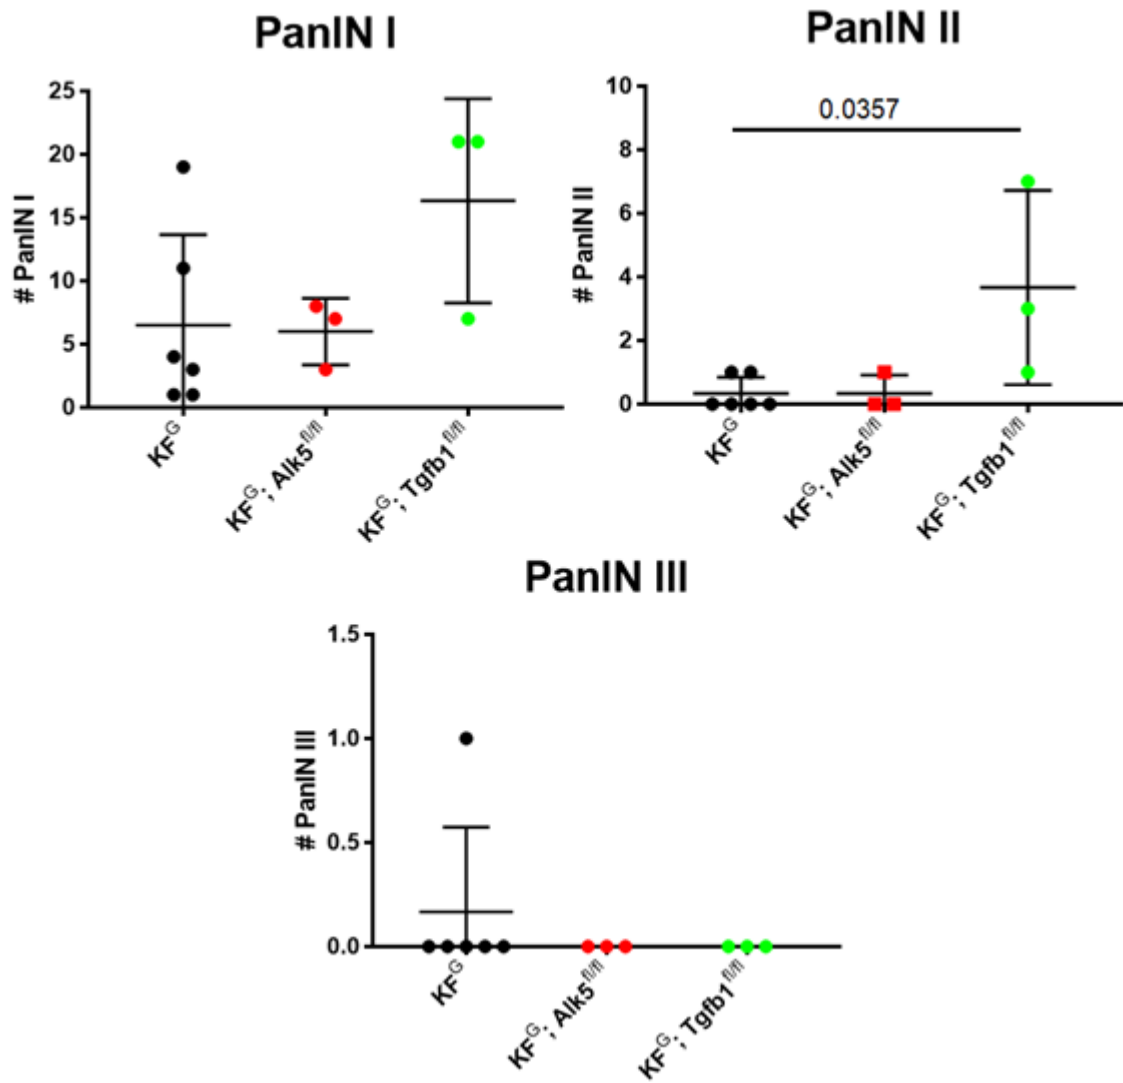 PanIN I
# PanIN I
25
20
15
10
5
0
KF^G
KF^G; Alk5^fl/fl
KF^G; Tgfb1^fl/fl
PanIN II
# PanIN II
10
8
6
4
2
0
0.0357
KF^G
KF^G; Alk5^fl/fl
KF^G; Tgfb1^fl/fl
PanIN III
# PanIN III
1.5
1.0
0.5
0.0
KF^G
KF^G; Alk5^fl/fl
KF^G; Tgfb1^fl/fl